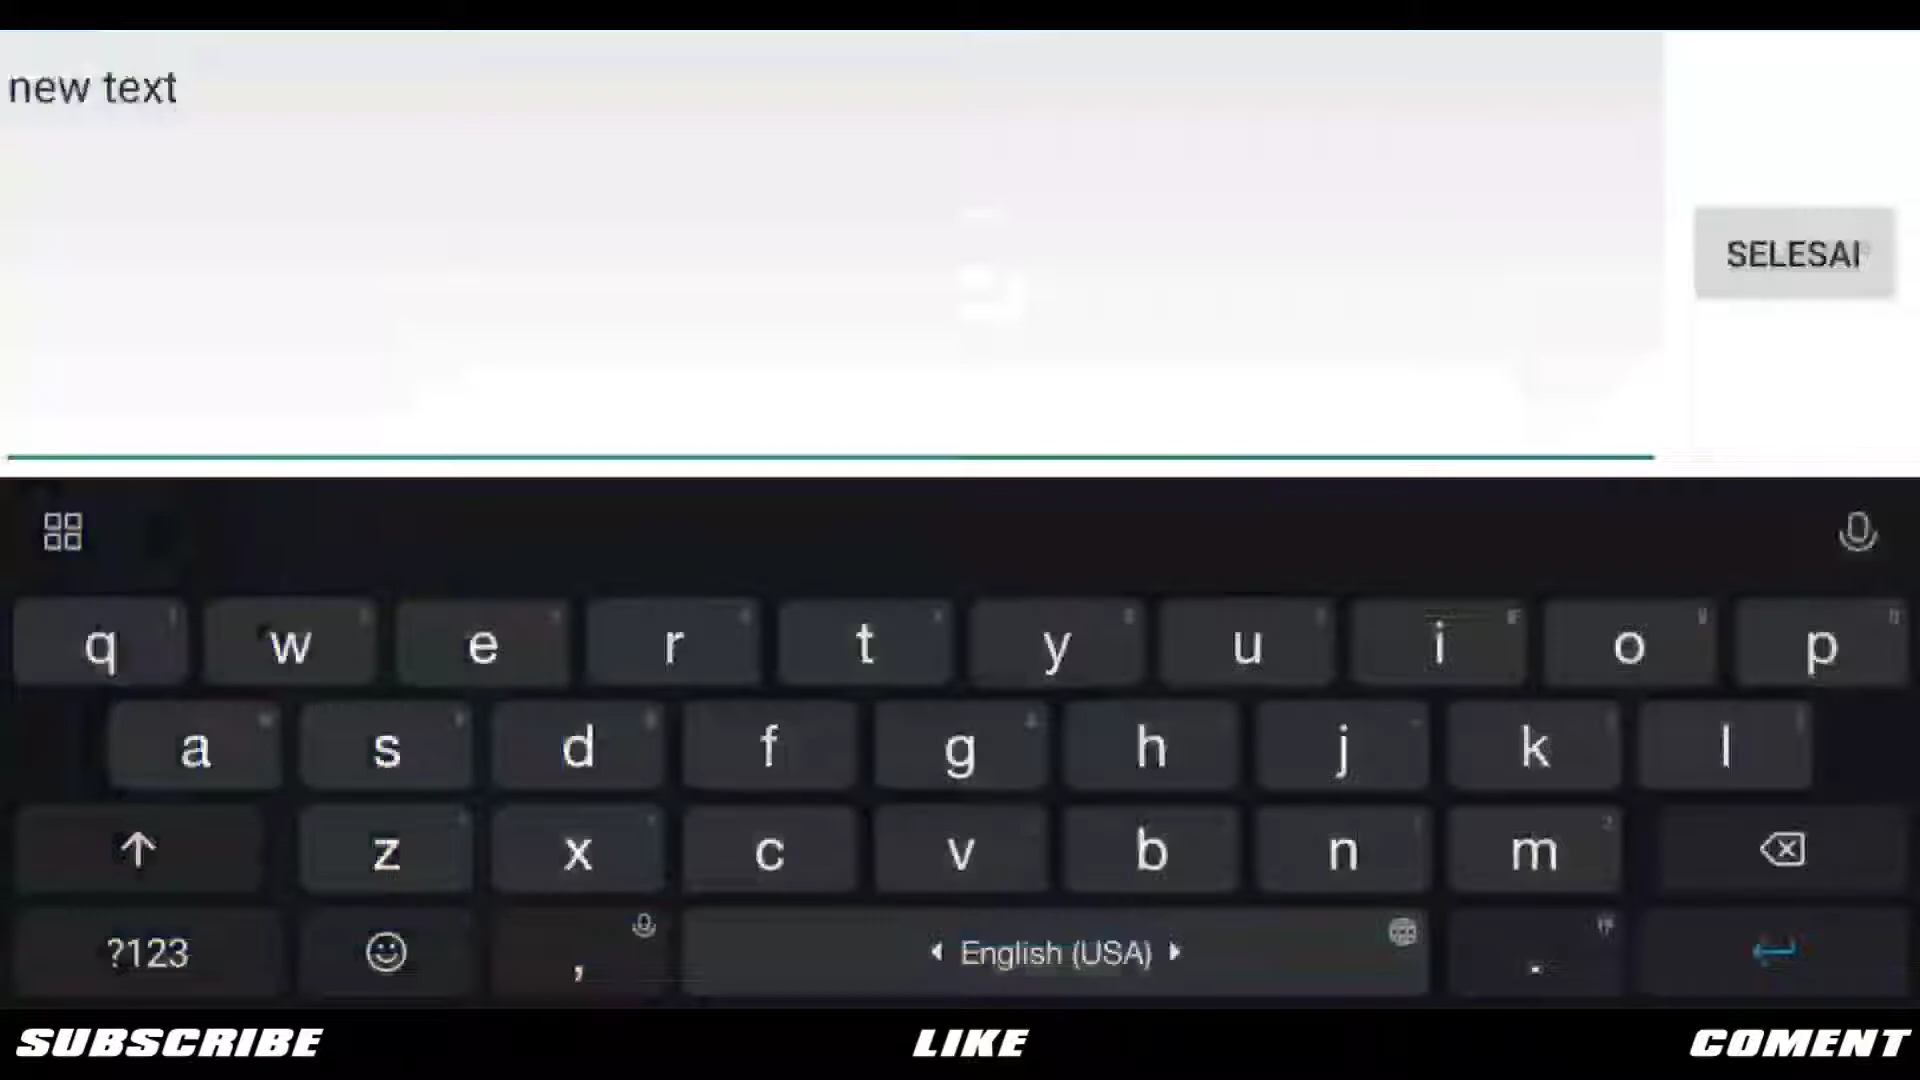 new text
SELESAI
q w e r t y u i o p
a s d f g h j k l
z x c v b n m
?123 , English (USA) .
SUBSCRIBE LIKE COMENT